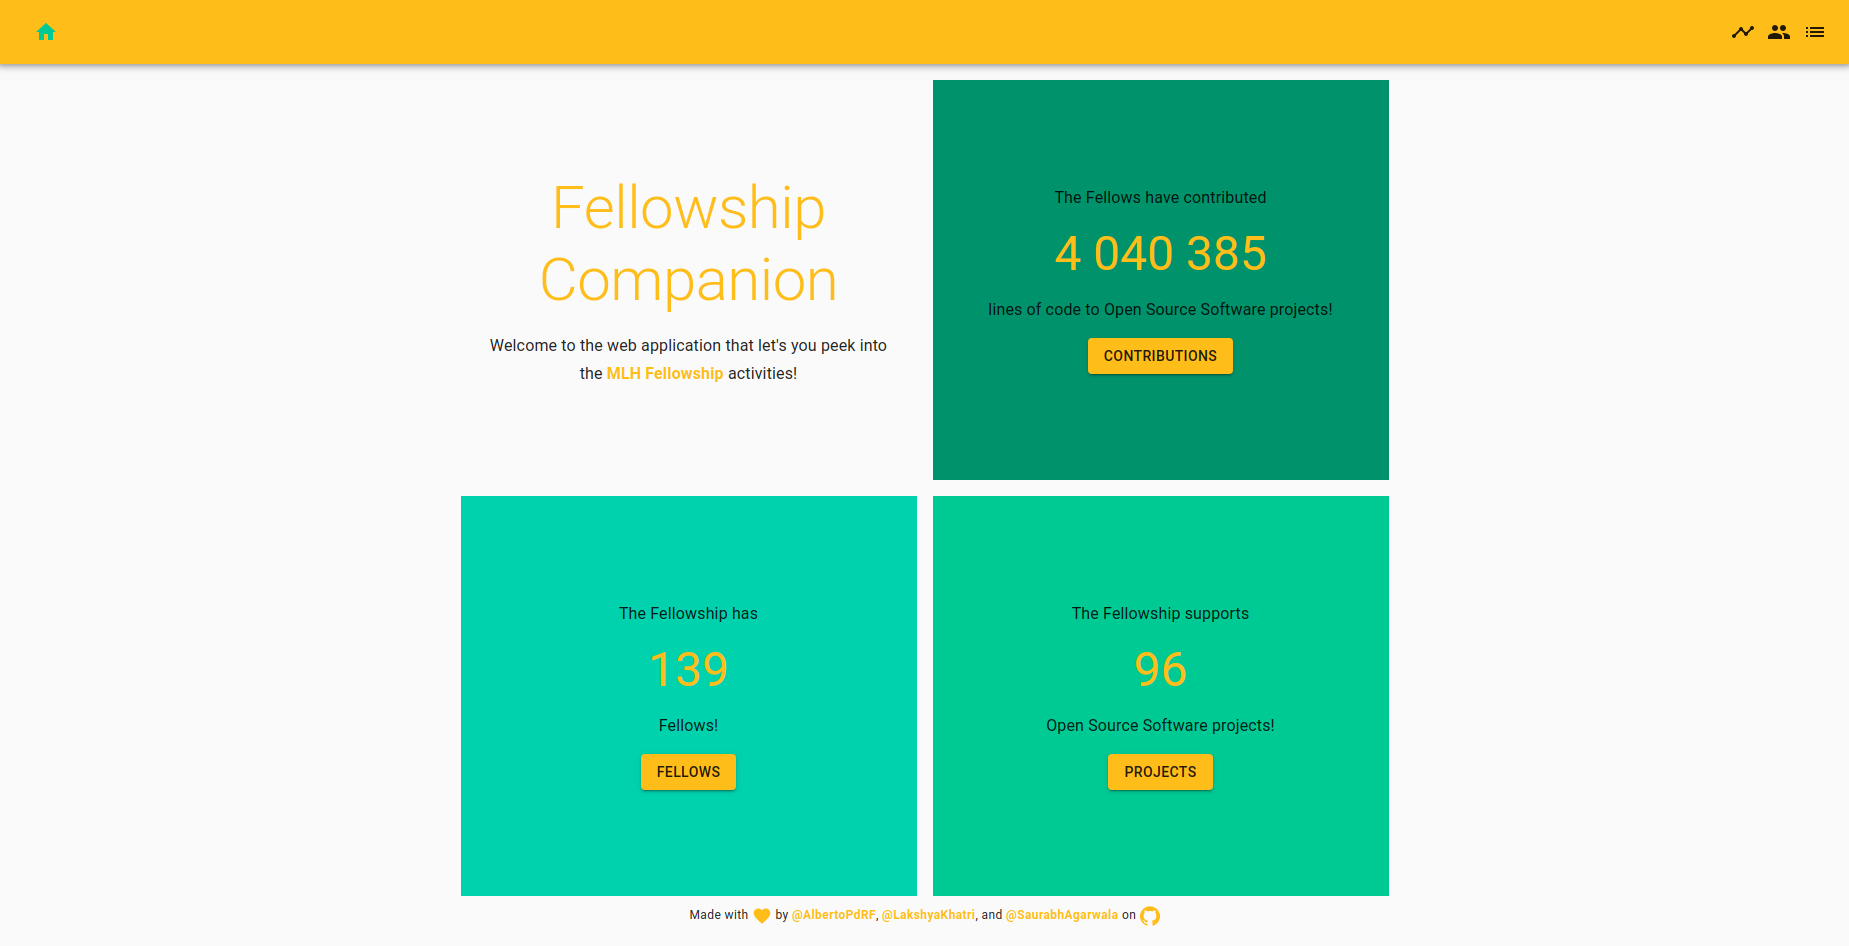 Fellowship
Companion
Welcome to the web application that let's you peek into
the MLH Fellowship activities!
The Fellows have contributed
4 040 385
lines of code to Open Source Software projects!
CONTRIBUTIONS
The Fellowship has
139
Fellows!
FELLOWS
The Fellowship supports
96
Open Source Software projects!
PROJECTS
Made with by @AlbertoPdRF, @LakshyaKhatri, and @SaurabhAgarwala on